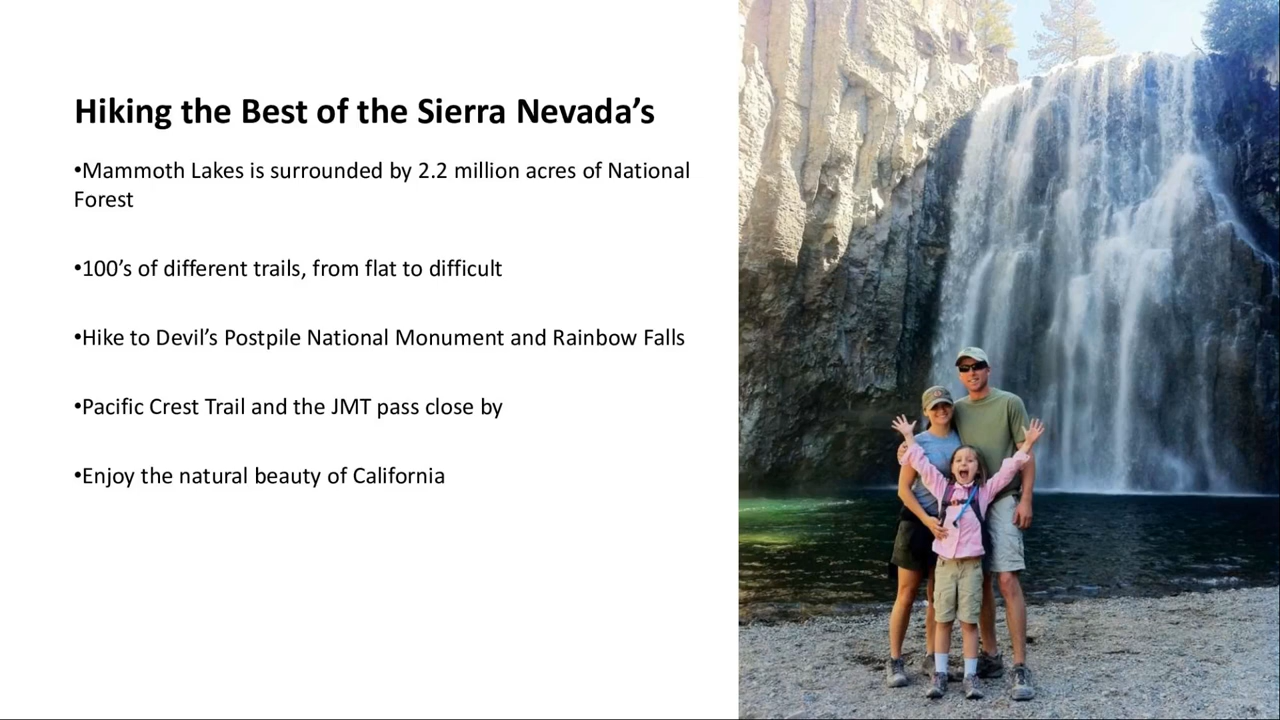 Hiking the Best of the Sierra Nevada’s
•Mammoth Lakes is surrounded by 2.2 million acres of National
Forest
•100’s of different trails, from flat to difficult
•Hike to Devil’s Postpile National Monument and Rainbow Falls
•Pacific Crest Trail and the JMT pass close by
•Enjoy the natural beauty of California